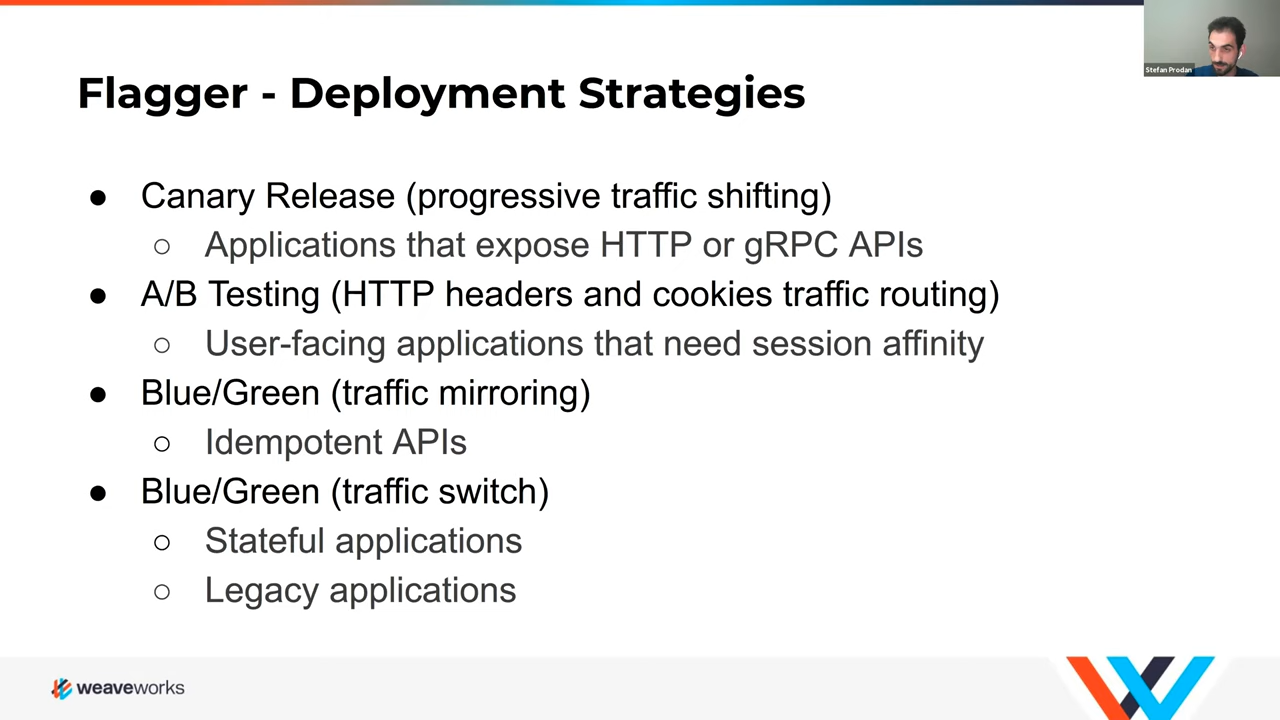 Stefan Prodan
Flagger - Deployment Strategies
● Canary Release (progressive traffic shifting)
○ Applications that expose HTTP or gRPC APIs
● A/B Testing (HTTP headers and cookies traffic routing)
○ User-facing applications that need session affinity
● Blue/Green (traffic mirroring)
○ Idempotent APIs
● Blue/Green (traffic switch)
○ Stateful applications
○ Legacy applications
weaveworks